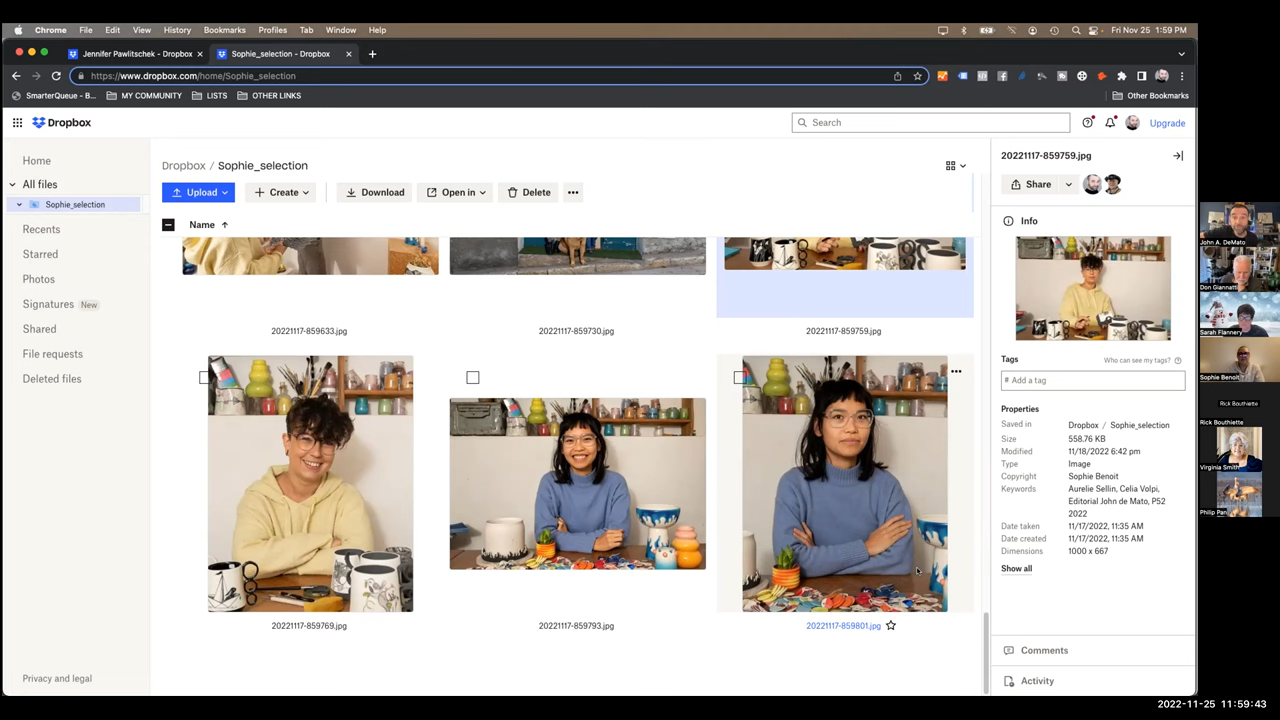 Chrome File Edit View History Bookmarks Profiles Tab Window Help Fri Nov 25 1:59 PM
Jennifer Pawlitschek - Dropbox Sophie_selection - Dropbox
https://www.dropbox.com/home/Sophie_selection
SmarterQueue - B... MY COMMUNITY LISTS OTHER LINKS Other Bookmarks
Dropbox Search Upgrade
Home
All files
Sophie_selection
Recents
Starred
Photos
Signatures New
Shared
File requests
Deleted files
Privacy and legal
Dropbox / Sophie_selection
Upload Create Download Open in Delete
Name
20221117-859633.jpg 20221117-859730.jpg 20221117-859759.jpg
20221117-859769.jpg 20221117-859793.jpg 20221117-859801.jpg
20221117-859759.jpg
Share
Info
Tags Who can see my tags?
# Add a tag
Properties
Saved in Dropbox / Sophie_selection
Size 558.76 KB
Modified 11/18/2022 6:42 pm
Type Image
Copyright Sophie Benoit
Keywords Aurelie Sellin, Celia Volpi,
Editorial John de Mato, P52
2022
Date taken 11/17/2022, 11:35 AM
Date created 11/17/2022, 11:35 AM
Dimensions 1000 x 667
Show all
Comments
Activity
John A. DeMato
Don Giannatti
Sarah Flannery
Sophie Benoit
Rick Bouthiette
Rick Bouthiette
Virginia Smith
Philip Pan
2022-11-25 11:59:43